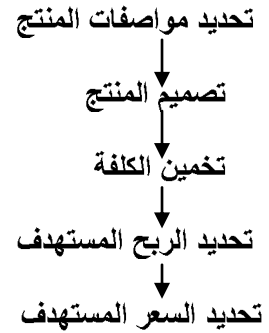 تحديد مواصفات المنتج
تصميم المنتج
تخمين الكلفة
تحديد الربح المستهدف
تحديد السعر المستهدف